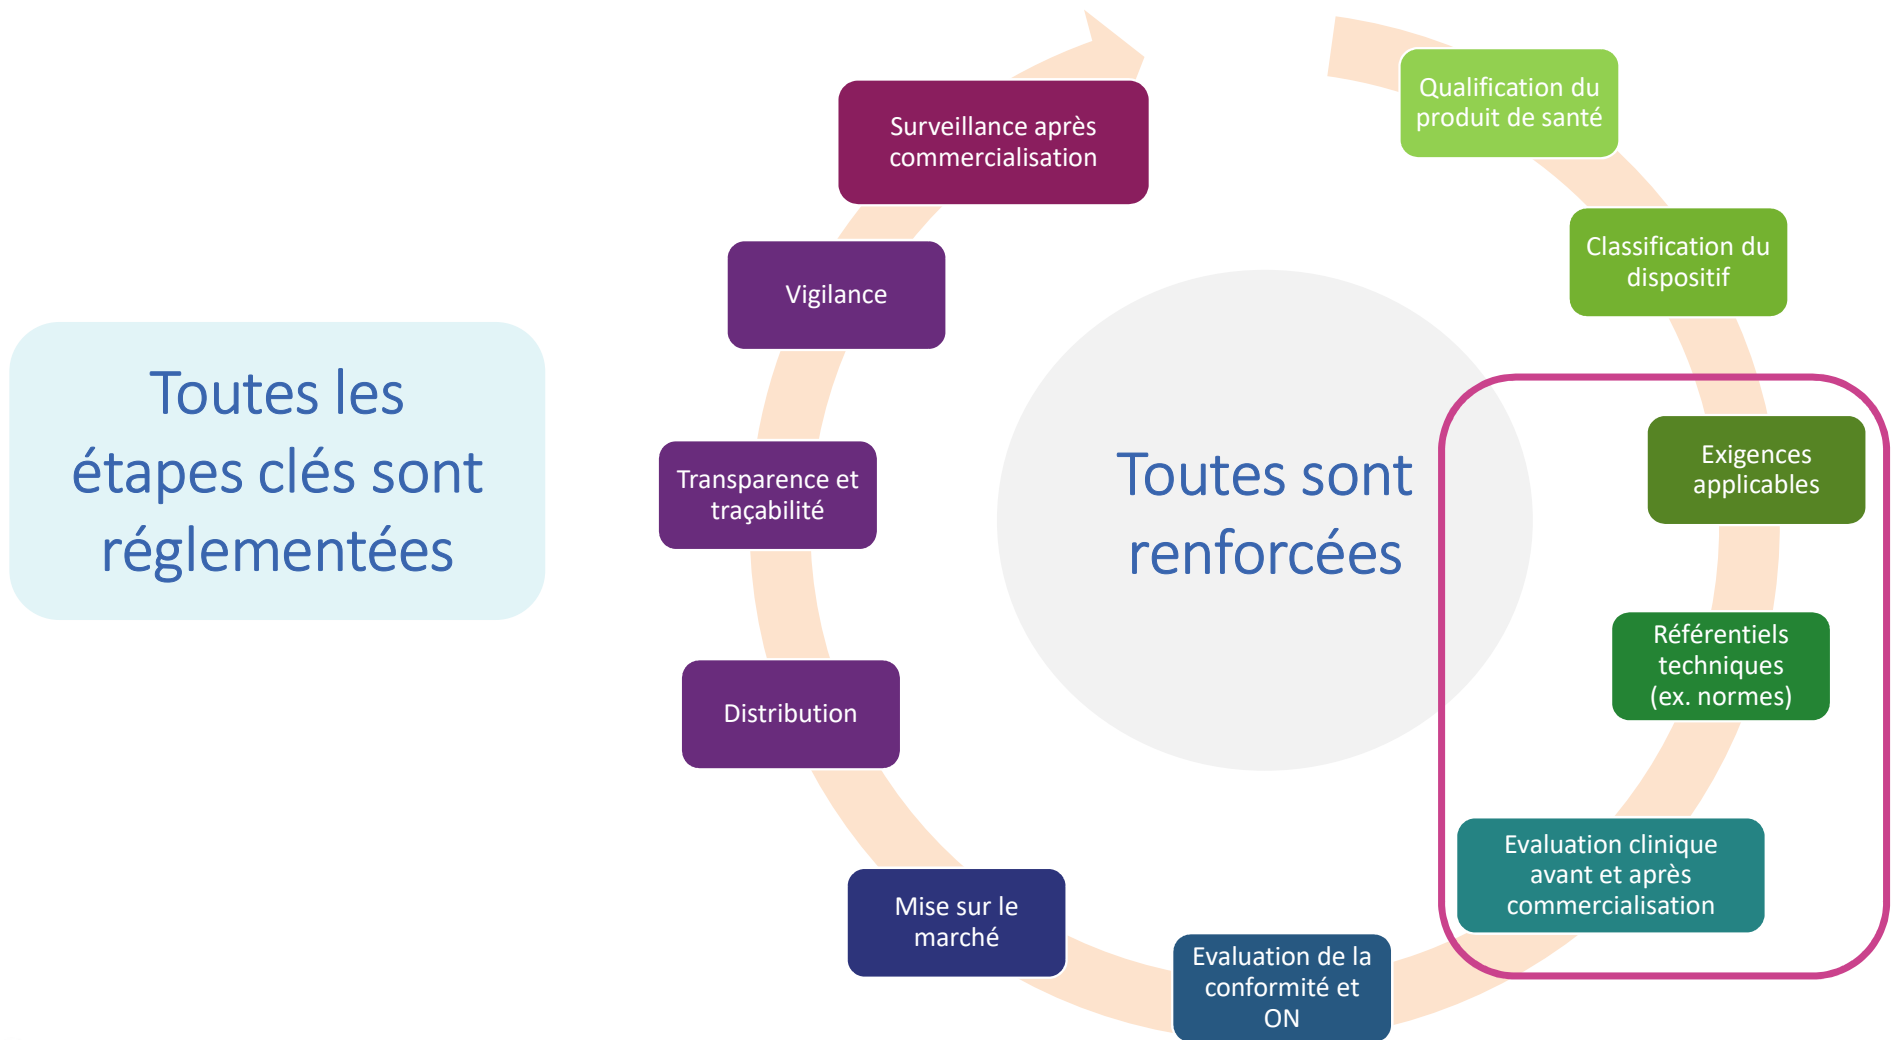 Toutes les
étapes clés sont
réglementées
Toutes sont
renforcées
Qualification du
produit de santé
Classification du
dispositif
Exigences
applicables
Référentiels
techniques
(ex. normes)
Evaluation clinique
avant et après
commercialisation
Evaluation de la
conformité et
ON
Mise sur le
marché
Distribution
Transparence et
traçabilité
Vigilance
Surveillance après
commercialisation